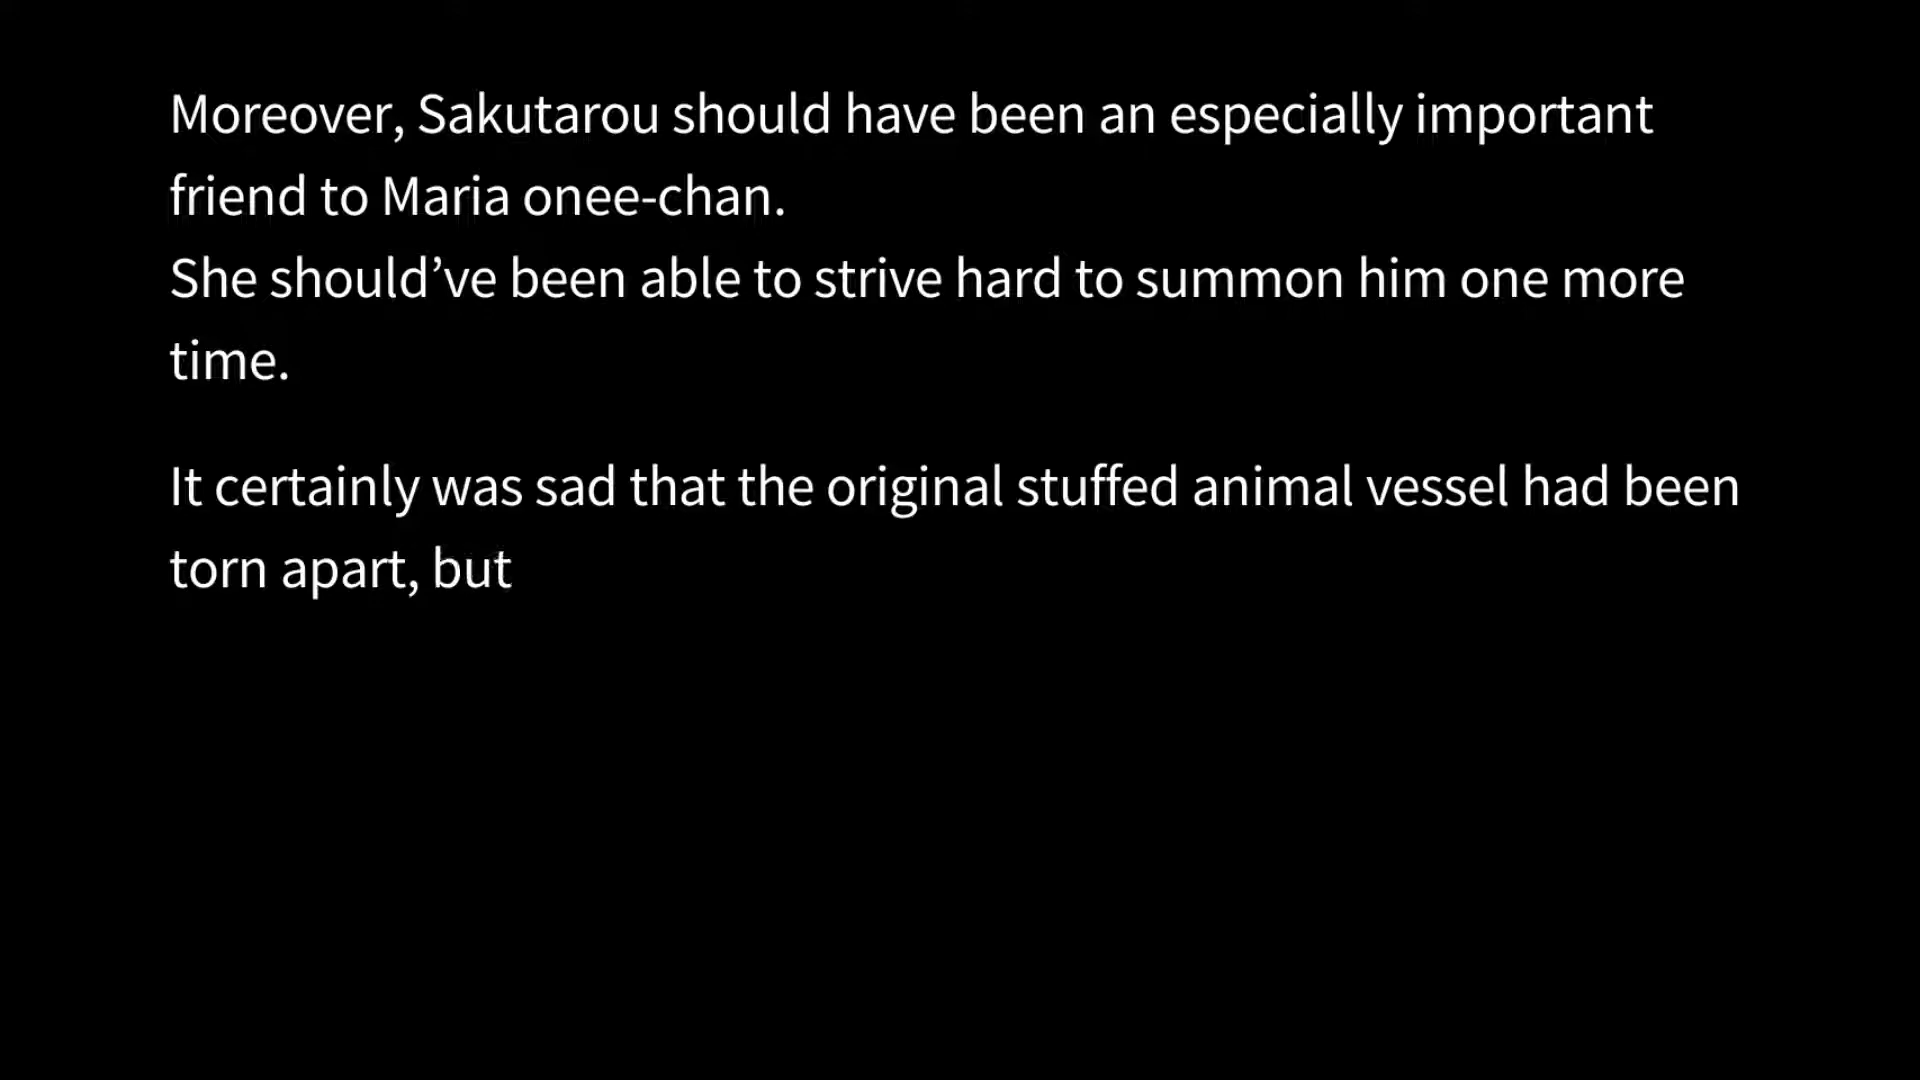 Moreover, Sakutarou should have been an especially important
friend to Maria onee-chan.
She should’ve been able to strive hard to summon him one more
time.
It certainly was sad that the original stuffed animal vessel had been
torn apart, but